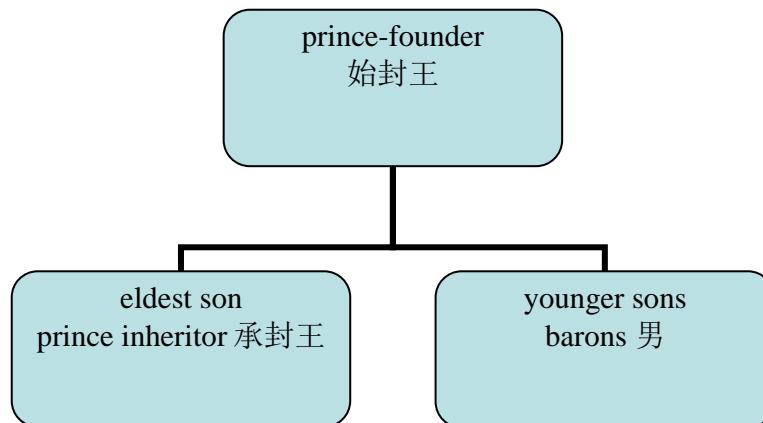 prince-founder
始封王
eldest son
prince inheritor 承封王
younger sons
barons 男